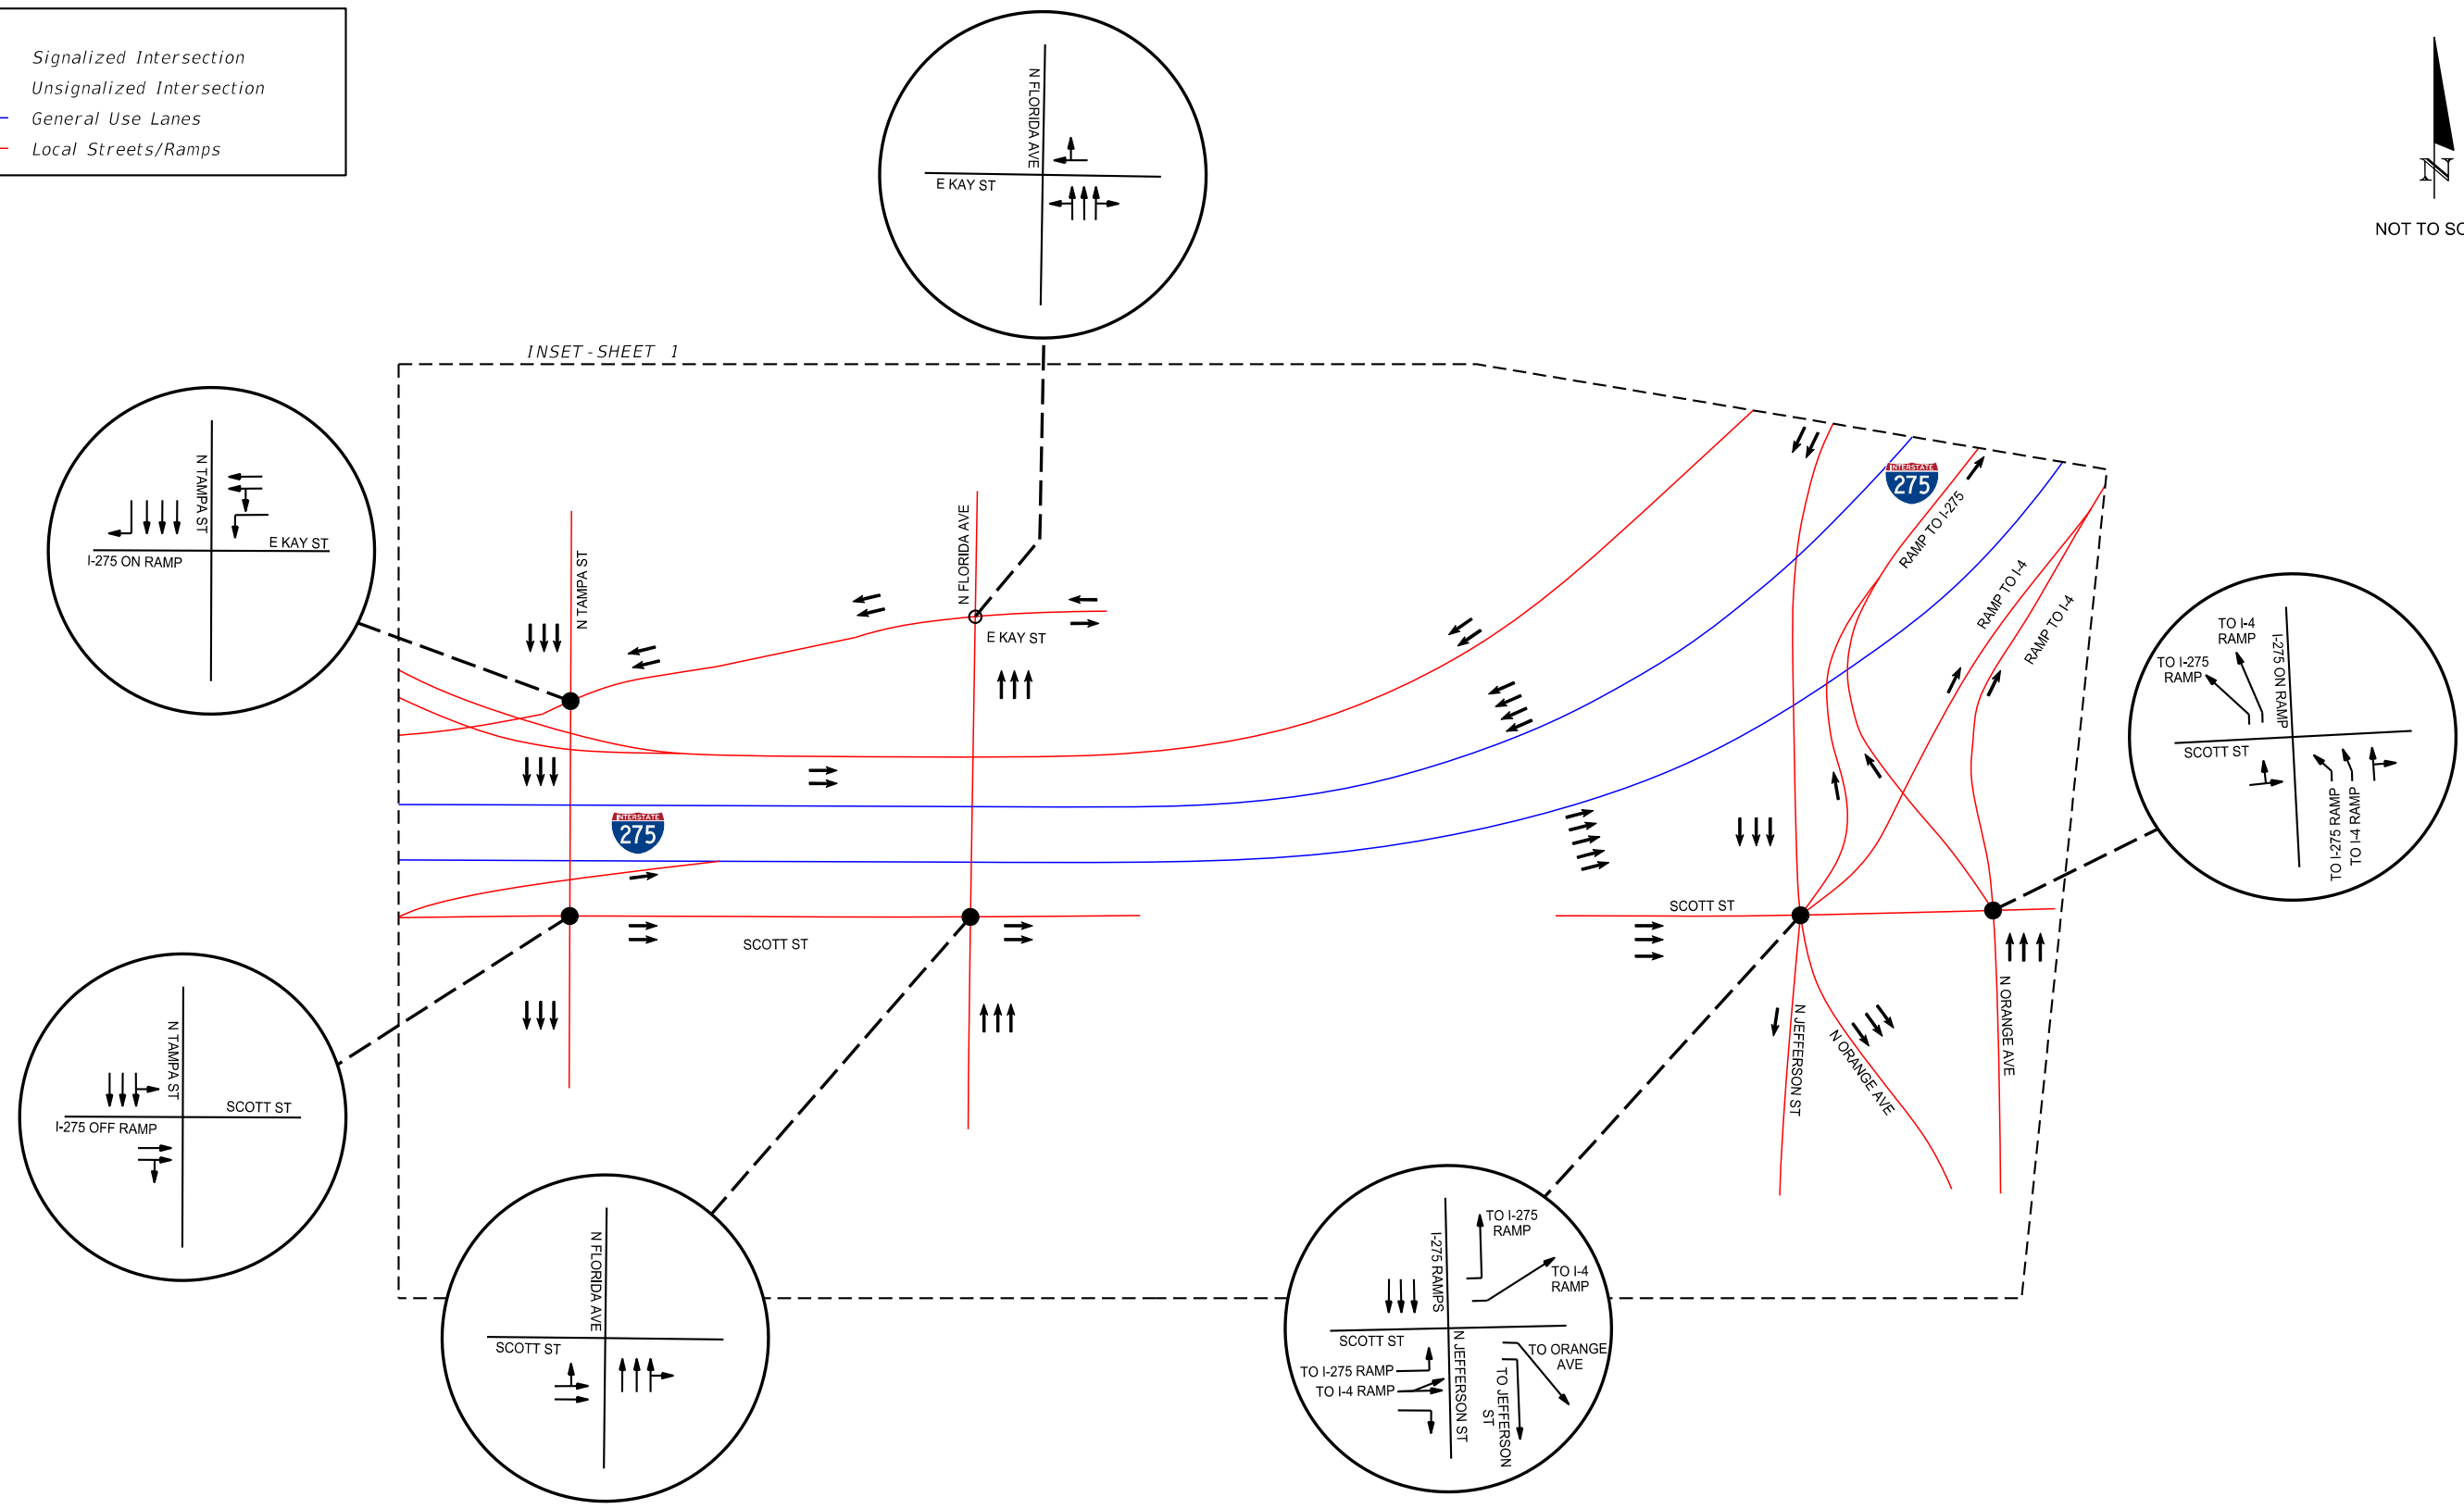 Signalized Intersection
Unsignalized Intersection
General Use Lanes
Local Streets/Ramps
N FLORIDA AVE
E KAY ST
N
NOT TO SC
INSET-SHEET 1
N TAMPA ST
E KAY ST
I-275 ON RAMP
N TAMPA ST
N FLORIDA AVE
E KAY ST
INTERSTATE
275
RAMP TO I-275
RAMP TO I-4
RAMP TO I-4
TO I-4
RAMP
TO I-275
RAMP
I-275 ON RAMP
SCOTT ST
TO I-275 RAMP
TO I-4 RAMP
INTERSTATE
275
SCOTT ST
SCOTT ST
N JEFFERSON ST
N ORANGE AVE
N ORANGE AVE
N TAMPA ST
SCOTT ST
I-275 OFF RAMP
N FLORIDA AVE
SCOTT ST
I-275 RAMPS
TO I-275
RAMP
TO I-4
RAMP
SCOTT ST
N JEFFERSON ST
TO I-275 RAMP
TO I-4 RAMP
TO ORANGE
AVE
TO JEFFERSON
ST